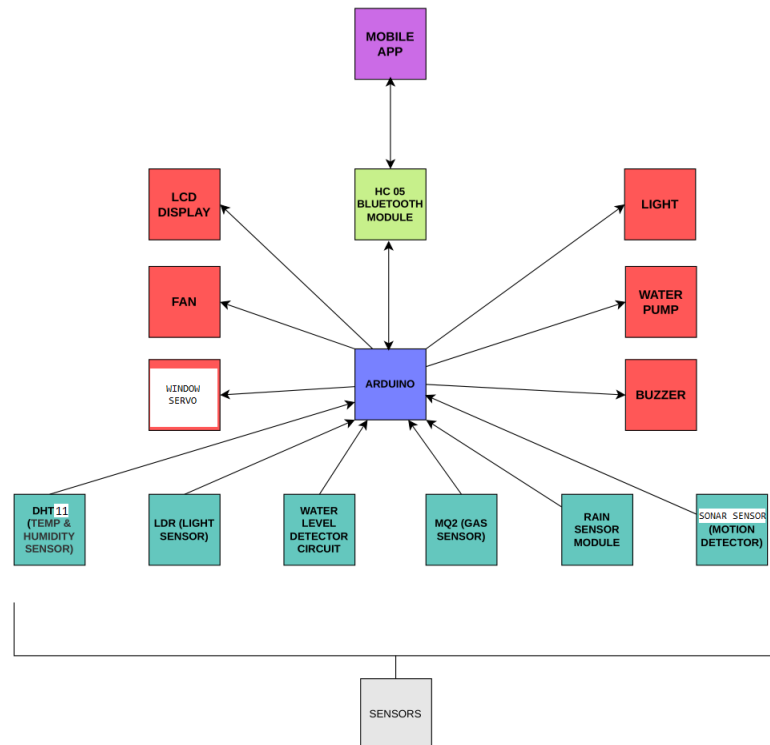 MOBILE
APP
LCD
DISPLAY
HC 05
BLUETOOTH
MODULE
LIGHT
FAN
WATER
PUMP
WINDOW
SERVO
ARDUINO
BUZZER
DHT11
(TEMP &
HUMIDITY
SENSOR)
LDR (LIGHT
SENSOR)
WATER
LEVEL
DETECTOR
CIRCUIT
MQ2 (GAS
SENSOR)
RAIN
SENSOR
MODULE
SONAR SENSOR
(MOTION
DETECTOR)
SENSORS